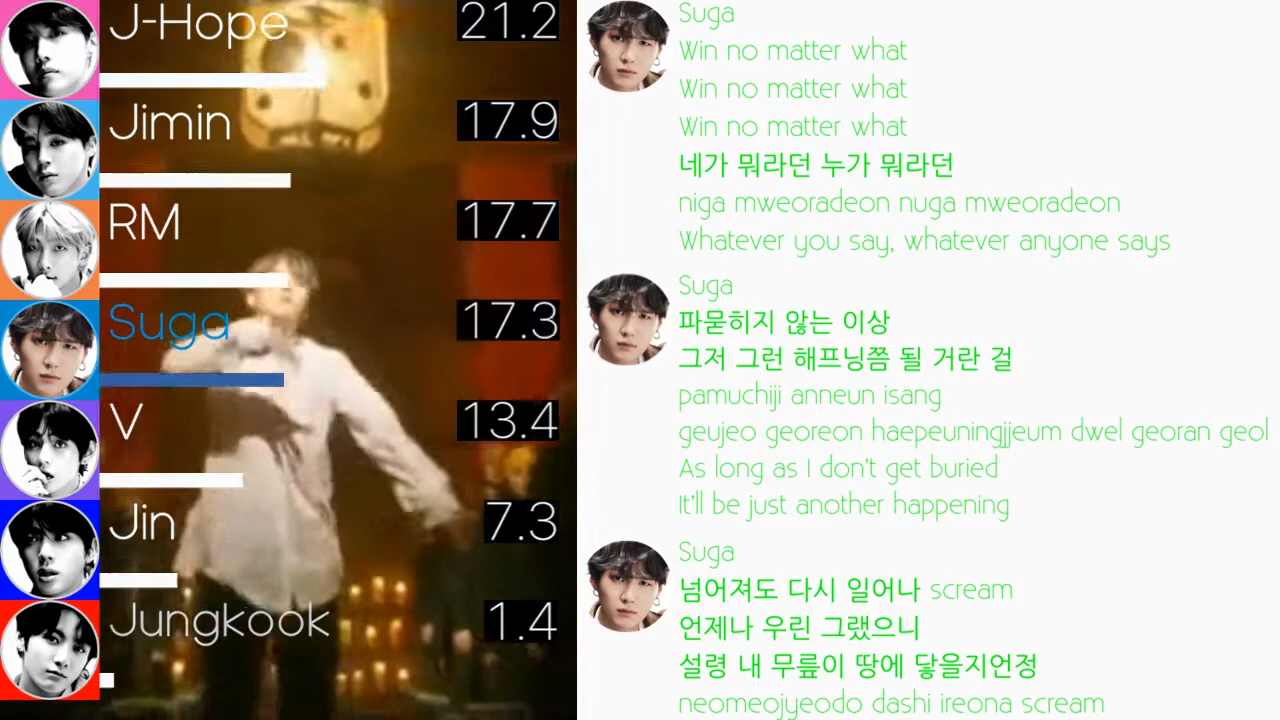 J-Hope 21.2
Jimin 17.9
RM 17.7
Suga 17.3
V 13.4
Jin 7.3
Jungkook 1.4
Suga
Win no matter what
Win no matter what
Win no matter what
네가 뭐라던 누가 뭐라던
niga mweoradeon nuga mweoradeon
Whatever you say, whatever anyone says
Suga
파묻히지 않는 이상
그저 그런 해프닝쯤 될 거란 걸
pamuchiji anneun isang
geujeo georeon haepeuningjjeum dwel georan geol
As long as I don't get buried
It'll be just another happening
Suga
넘어져도 다시 일어나 scream
언제나 우린 그랬으니
설령 내 무릎이 땅에 닿을지언정
neomeojyeodo dashi ireona scream